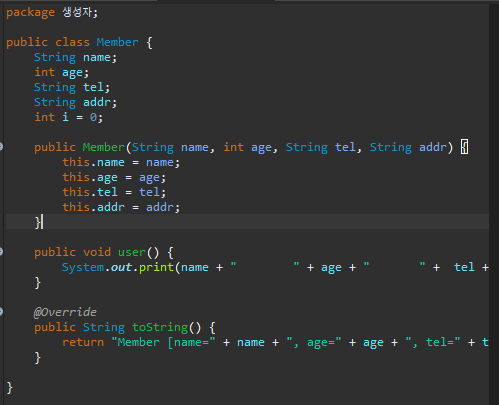 package 생성자;
public class Member {
String name;
int age;
String tel;
String addr;
int i = 0;
public Member(String name, int age, String tel, String addr) {
this.name = name;
this.age = age;
this.tel = tel;
this.addr = addr;
}
public void user() {
System.out.print(name + "        " + age + "       " +  tel +
}
@Override
public String toString() {
return "Member [name=" + name + ", age=" + age + ", tel=" + t
}
}